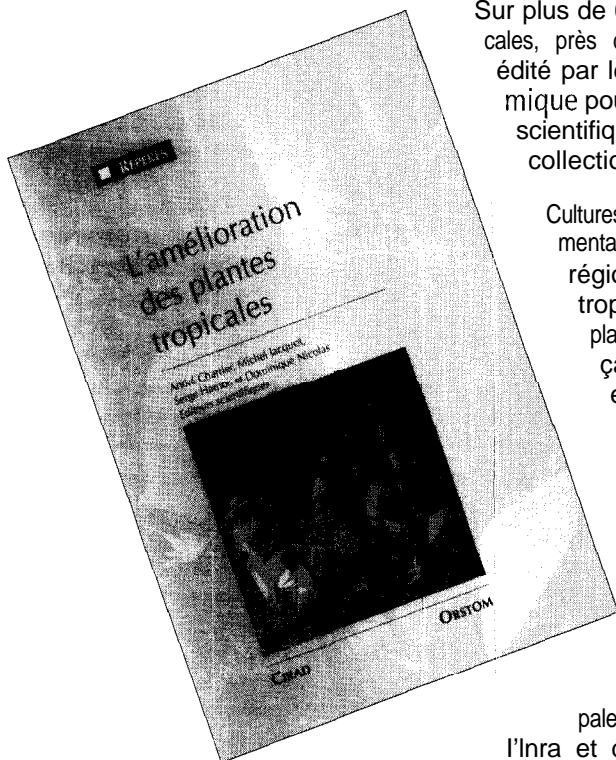 Sur plus de
cales, près
édité par
mique pou
scientifiq
collectio
Cultures
menta
régio
trop
pla
ça
e
REPÈRES
L'amélioration
des plantes
tropicales
André Charrier, Michel Jacquot,
Serge Hamon et Dominique Nicolas
Éditeurs scientifiques
CIRAD
ORSTOM
pale
l'Inra et